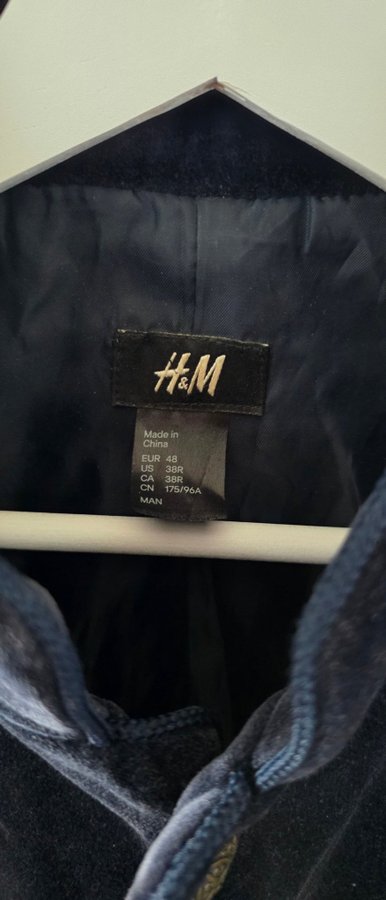 H&M
Made in
China
EUR 48
US 38R
CA 38R
CN 175/96A
MAN